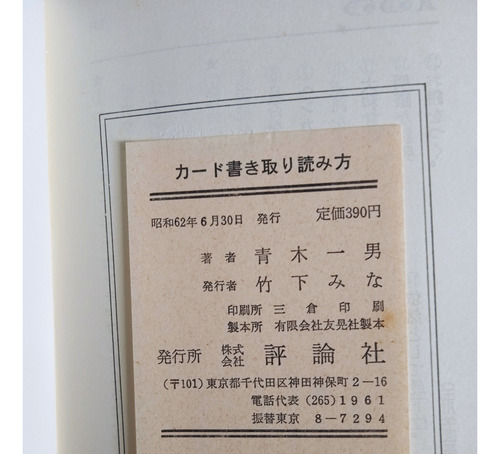 カード書き取り読み方
昭和62年6月30日 発行 定価390円
著者 青木一男
発行者 竹下みな
印刷所 三倉印刷
製本所 有限会社友晃社製本
発行所 株式会社 評論社
(〒101)東京都千代田区神田神保町2-16
電話代表(265)1961
振替東京 8-7294